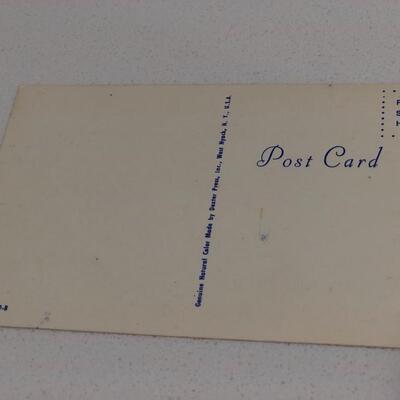 Post Card
Genuine Natural Color Made by Dexter Press, Inc., West Nyack, N. Y., U.S.A.